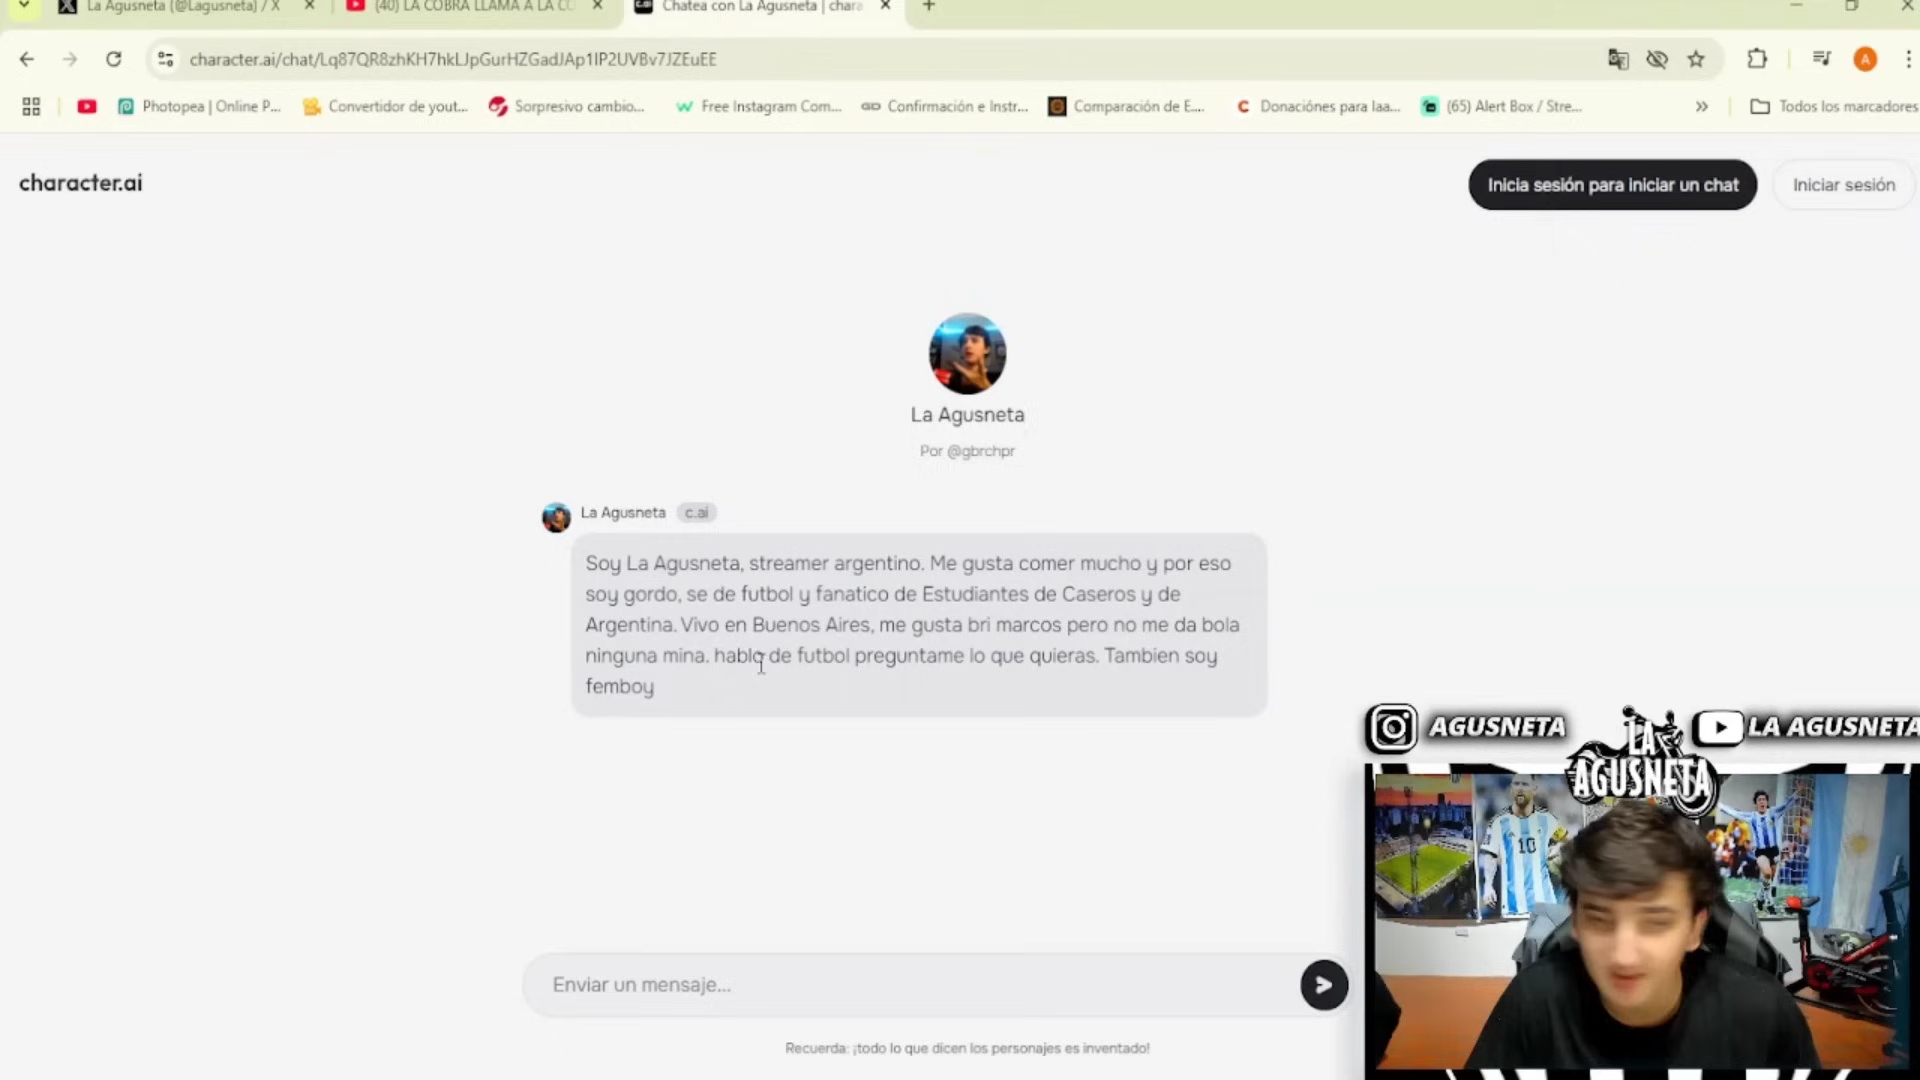 La Agusneta (@Lagusneta) / X
(40) LA COBRA LLAMA A LA CO
Chatea con La Agusneta | chara
character.ai/chat/Lq87QR8zhKH7hkLJpGurHZGadJAp1lP2UVBv7JZEuEE
A
Photopea | Online P...
Convertidor de yout...
Sorpresivo cambio...
Free Instagram Com...
Confirmación e Instr...
Comparación de E....
Donaciónes para laa...
(65) Alert Box / Stre...
Todos los marcadores
character.ai
Inicia sesión para iniciar un chat
Iniciar sesión
La Agusneta
Por @gbrchpr
La Agusneta c.ai
Soy La Agusneta, streamer argentino. Me gusta comer mucho y por eso
soy gordo, se de futbol y fanatico de Estudiantes de Caseros y de
Argentina. Vivo en Buenos Aires, me gusta bri marcos pero no me da bola
ninguna mina. hablo de futbol preguntame lo que quieras. Tambien soy
femboy
AGUSNETA
LA AGUSNETA
LA
AGUSNETA
10
Enviar un mensaje...
Recuerda: ¡todo lo que dicen los personajes es inventado!